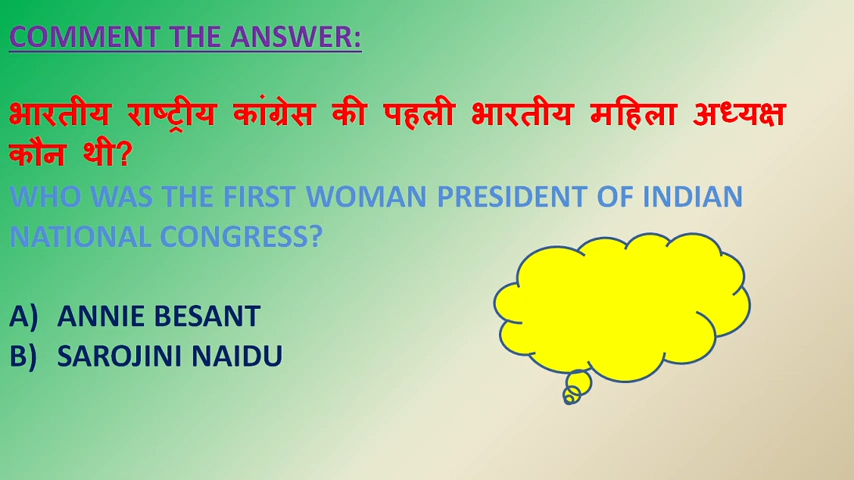 COMMENT THE ANSWER:
भारतीय राष्ट्रीय कांग्रेस की पहली भारतीय महिला अध्यक्ष
कौन थी?
WHO WAS THE FIRST WOMAN PRESIDENT OF INDIAN
NATIONAL CONGRESS?
A) ANNIE BESANT
B) SAROJINI NAIDU